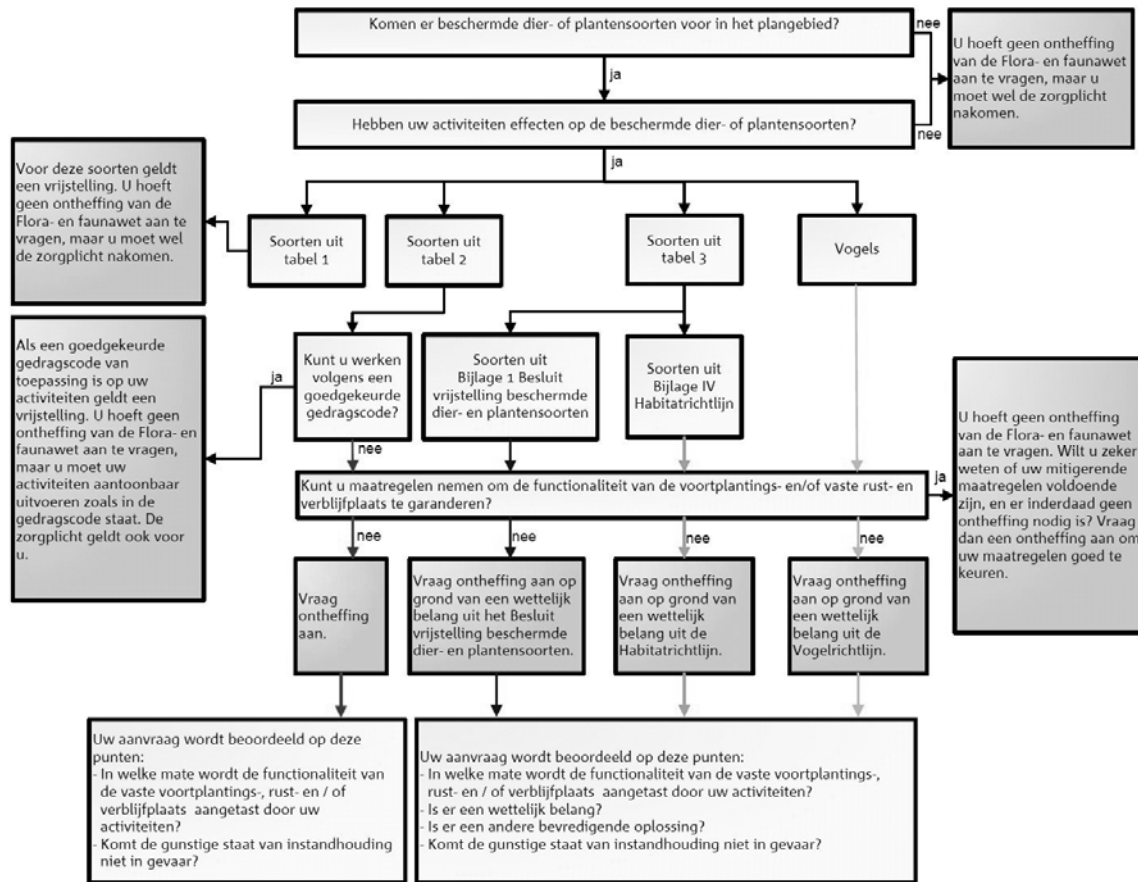 Komen er beschermde dier- of plantensoorten voor in het plangebied?
nee
U hoeft geen ontheffing
van de Flora- en faunawet
aan te vragen, maar u
moet wel de zorgplicht
nakomen.
ja
Hebben uw activiteiten effecten op de beschermde dier- of plantensoorten?
nee
ja
Voor deze soorten geldt
een vrijstelling. U hoeft
geen ontheffing van de
Flora- en faunawet aan te
vragen, maar u moet wel
de zorgplicht nakomen.
Soorten uit
tabel 1
Soorten uit
tabel 2
Soorten uit
tabel 3
Vogels
Als een goedgekeurde
gedragscode van
toepassing is op uw
activiteiten geldt een
vrijstelling. U hoeft geen
ontheffing van de Flora- en
faunawet aan te vragen,
maar u moet uw
activiteiten aantoonbaar
uitvoeren zoals in de
gedragscode staat. De
zorgplicht geldt ook voor
u.
ja
Kunt u werken
volgens een
goedgekeurde
gedragscode?
Soorten uit
Bijlage 1 Besluit
vrijstelling beschermde
dier- en plantensoorten
Soorten uit
Bijlage IV
Habitatrichtlijn
nee
Kunt u maatregelen nemen om de functionaliteit van de voortplantings- en/of vaste rust- en
verblijfplaats te garanderen?
ja
U hoeft geen ontheffing
van de Flora- en faunawet
aan te vragen. Wilt u zeker
weten of uw mitigerende
maatregelen voldoende
zijn, en er inderdaad geen
ontheffing nodig is? Vraag
dan een ontheffing aan om
uw maatregelen goed te
keuren.
nee
nee
nee
nee
Vraag
ontheffing
aan.
Vraag ontheffing aan op
grond van een wettelijk
belang uit het Besluit
vrijstelling beschermde
dier- en plantensoorten.
Vraag ontheffing
aan op grond van
een wettelijk
belang uit de
Habitatrichtlijn.
Vraag ontheffing
aan op grond van
een wettelijk
belang uit de
Vogelrichtlijn.
Uw aanvraag wordt beoordeeld op deze
punten:
- In welke mate wordt de functionaliteit van
de vaste voortplantings-, rust- en / of
verblijfplaats aangetast door uw
activiteiten?
- Komt de gunstige staat van instandhouding
niet in gevaar?
Uw aanvraag wordt beoordeeld op deze punten:
- In welke mate wordt de functionaliteit van de vaste voortplantings-,
rust- en / of verblijfplaats aangetast door uw activiteiten?
- Is er een wettelijk belang?
- Is er een andere bevredigende oplossing?
- Komt de gunstige staat van instandhouding niet in gevaar?